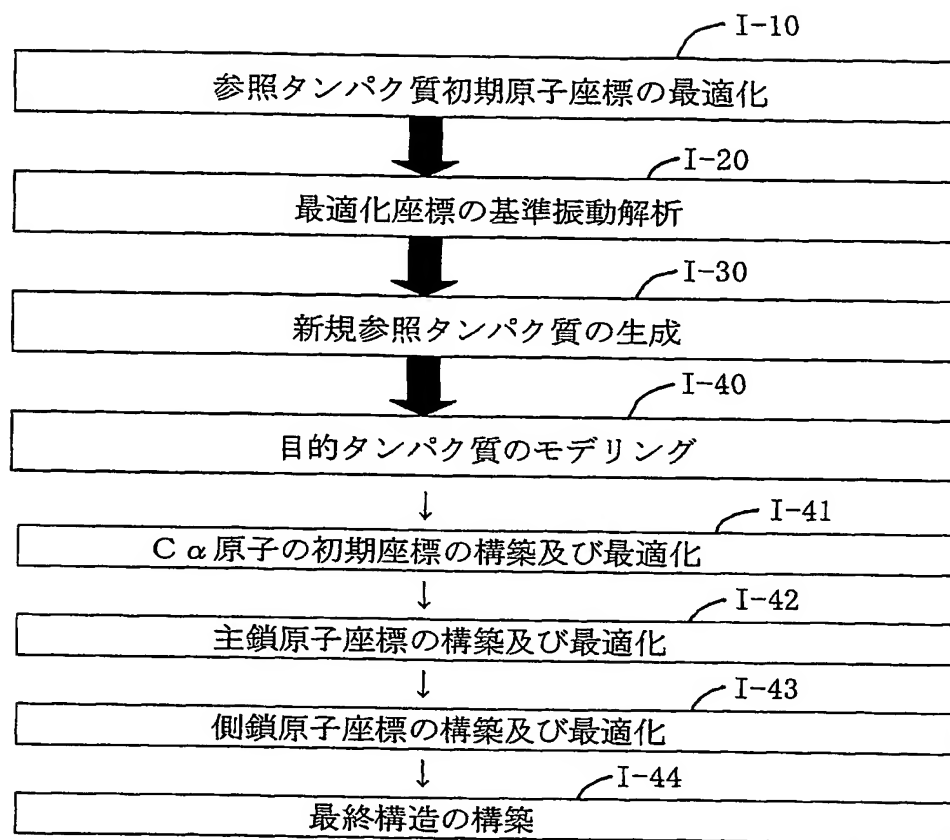 I-10
参照タンパク質初期原子座標の最適化
I-20
最適化座標の基準振動解析
I-30
新規参照タンパク質の生成
I-40
目的タンパク質のモデリング
↓
I-41
Cα原子の初期座標の構築及び最適化
↓
I-42
主鎖原子座標の構築及び最適化
↓
I-43
側鎖原子座標の構築及び最適化
↓
I-44
最終構造の構築